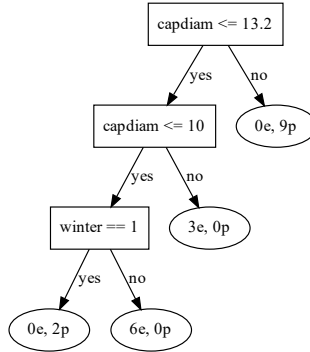 capdiam <= 13.2
yes
no
capdiam <= 10
0e, 9p
yes
no
winter == 1
3e, 0p
yes
no
0e, 2p
6e, 0p